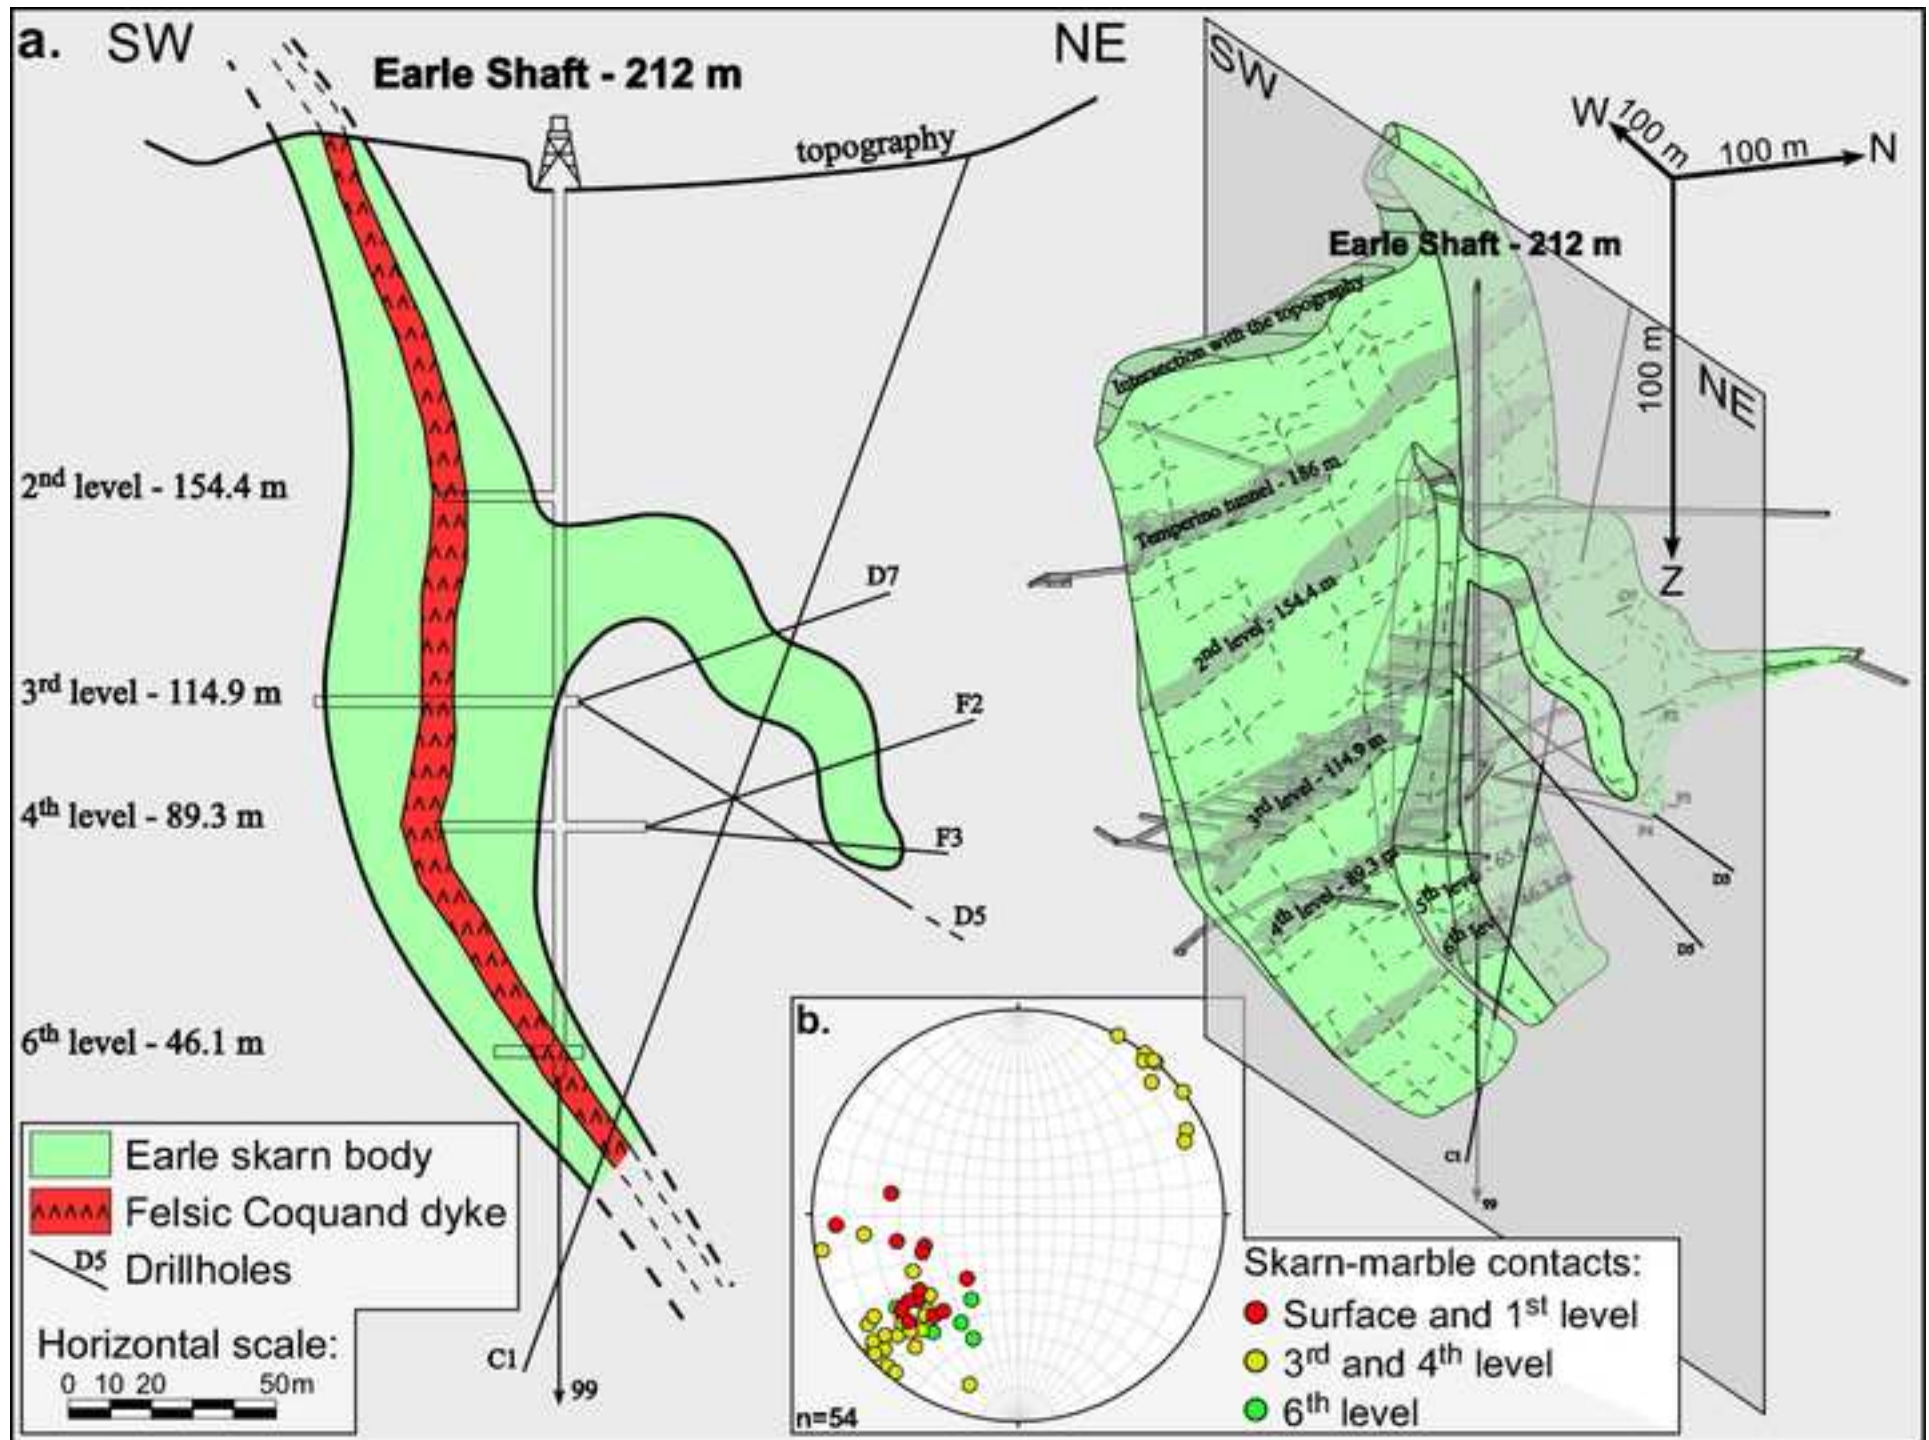 a. SW
NE
Earle Shaft - 212 m
topography
2nd level - 154.4 m
3rd level - 114.9 m
4th level - 89.3 m
6th level - 46.1 m
D7
F2
F3
D5
C1
99
Earle skarn body
Felsic Coquand dyke
D5 Drillholes
Horizontal scale:
0 10 20 50m
SW
NE
W
100 m
100 m
N
100 m
Z
Earle Shaft - 212 m
Intersection with the topography
Temperino tunnel - 186 m
2nd level - 154.4 m
3rd level - 114.9 m
4th level - 89.3 m
5th level
6th
D5
C1
99
b.
n=54
Skarn-marble contacts:
Surface and 1st level
3rd and 4th level
6th level